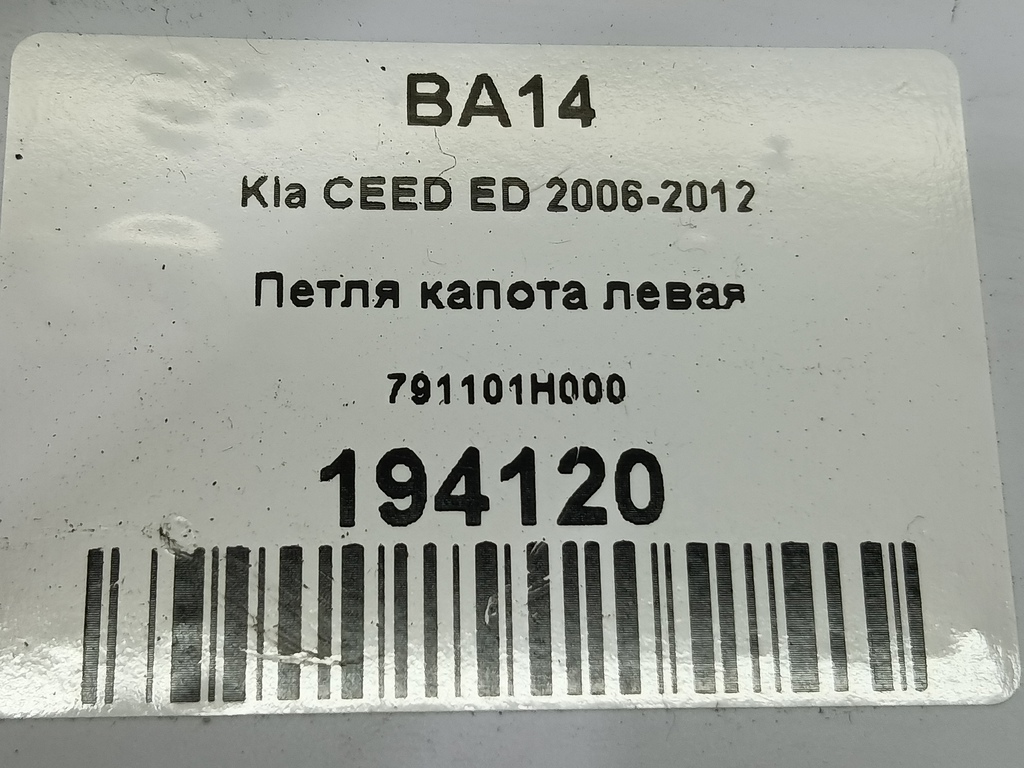 BA14
Kia CEED ED 2006-2012
Петля капота левая
791101H000
194120